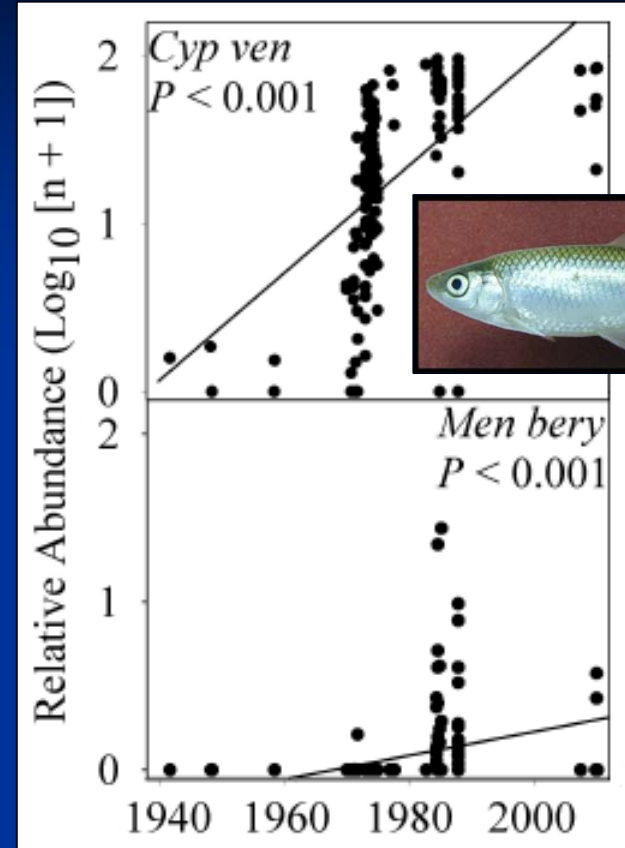 Relative Abundance (Log10 [n + 1])
2
Cyp ven
P < 0.001
1
0
2
Men bery
P < 0.001
1
0
1940 1960 1980 2000